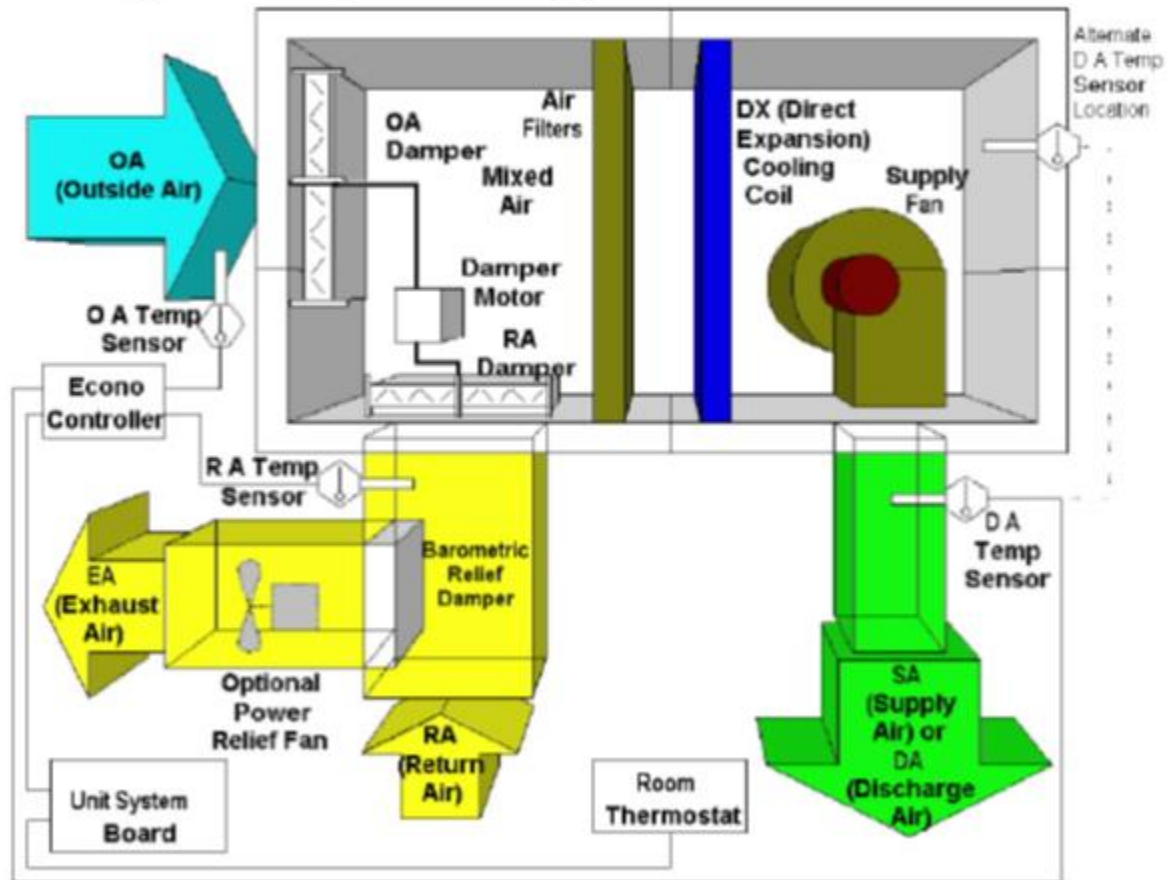 Alternate
D A Temp
Sensor
Location
OA
(Outside Air)
OA
Damper
Air
Filters
Mixed
Air
DX (Direct
Expansion)
Cooling
Coil
Supply
Fan
Damper
Motor
RA
Damper
O A Temp
Sensor
Econo
Controller
R A Temp
Sensor
Barometric
Relief
Damper
EA
(Exhaust
Air)
Optional
Power
Relief Fan
RA
(Return
Air)
D A
Temp
Sensor
SA
(Supply
Air) or
DA
(Discharge
Air)
Unit System
Board
Room
Thermostat